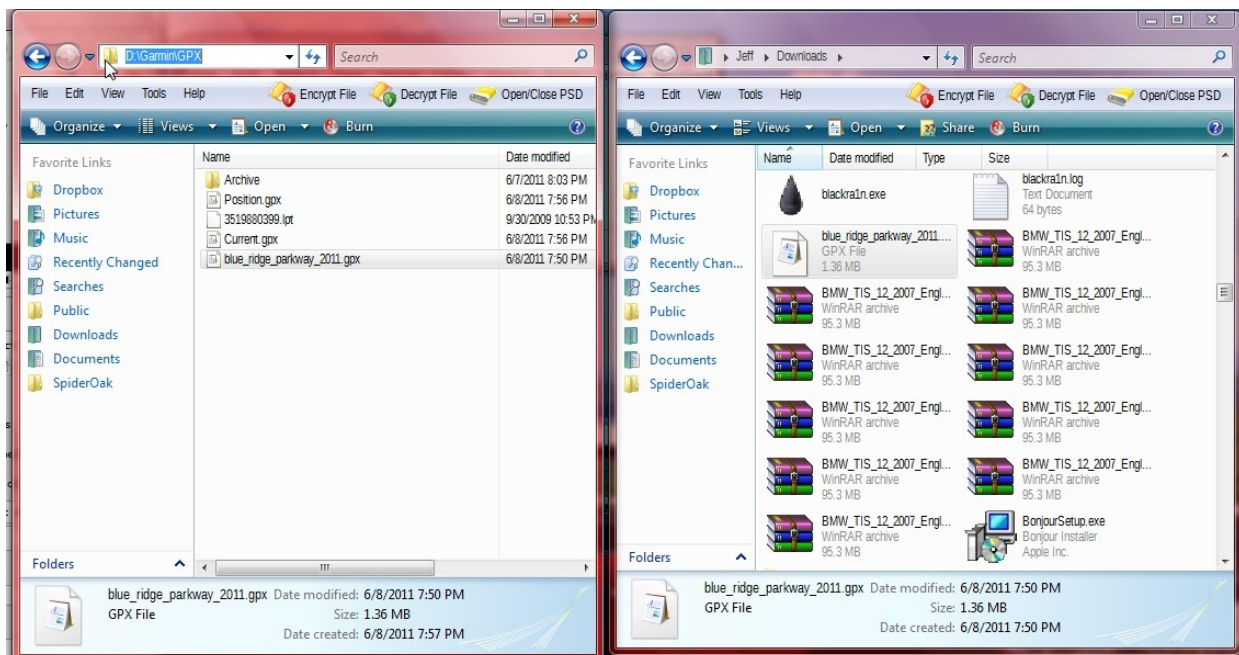 D:\Garmin\GPX
Search
File Edit View Tools Help Encrypt File Decrypt File Open/Close PSD
Organize Views Open Burn
Favorite Links
Dropbox
Pictures
Music
Recently Changed
Searches
Public
Downloads
Documents
SpiderOak
Folders
Name Date modified
Archive 6/7/2011 8:03 PM
Position.gpx 6/8/2011 7:56 PM
3519880399.lpt 9/30/2009 10:53 PM
Current.gpx 6/8/2011 7:56 PM
blue_ridge_parkway_2011.gpx 6/8/2011 7:50 PM
blue_ridge_parkway_2011.gpx Date modified: 6/8/2011 7:50 PM
GPX File Size: 1.36 MB
Date created: 6/8/2011 7:57 PM
Jeff Downloads
Search
File Edit View Tools Help Encrypt File Decrypt File Open/Close PSD
Organize Views Open Share Burn
Favorite Links
Dropbox
Pictures
Music
Recently Chan...
Searches
Public
Downloads
Documents
SpiderOak
Folders
Name Date modified Type Size
blackra1n.exe
blackra1n.log
Text Document
64 bytes
blue_ridge_parkway_2011....
GPX File
1.36 MB
BMW_TIS_12_2007_Engl...
WinRAR archive
95.3 MB
BMW_TIS_12_2007_Engl...
WinRAR archive
95.3 MB
BMW_TIS_12_2007_Engl...
WinRAR archive
95.3 MB
BMW_TIS_12_2007_Engl...
WinRAR archive
95.3 MB
BMW_TIS_12_2007_Engl...
WinRAR archive
95.3 MB
BMW_TIS_12_2007_Engl...
WinRAR archive
95.3 MB
BMW_TIS_12_2007_Engl...
WinRAR archive
95.3 MB
BMW_TIS_12_2007_Engl...
WinRAR archive
95.3 MB
BMW_TIS_12_2007_Engl...
WinRAR archive
95.3 MB
BMW_TIS_12_2007_Engl...
WinRAR archive
95.3 MB
BonjourSetup.exe
Bonjour Installer
Apple Inc.
blue_ridge_parkway_2011.gpx Date modified: 6/8/2011 7:50 PM
GPX File Size: 1.36 MB
Date created: 6/8/2011 7:50 PM